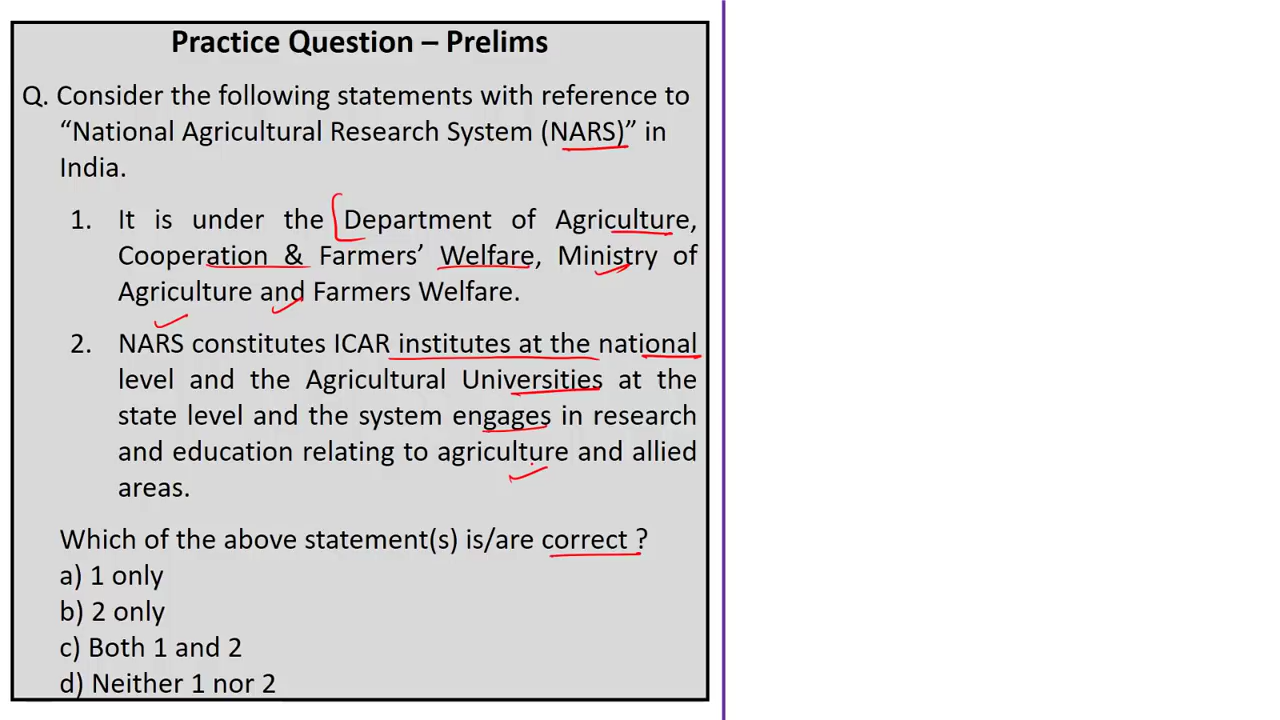 Practice Question – Prelims
Q. Consider the following statements with reference to
“National Agricultural Research System (NARS)” in
India.
1. It is under the Department of Agriculture,
Cooperation & Farmers’ Welfare, Ministry of
Agriculture and Farmers Welfare.
2. NARS constitutes ICAR institutes at the national
level and the Agricultural Universities at the
state level and the system engages in research
and education relating to agriculture and allied
areas.
Which of the above statement(s) is/are correct ?
a) 1 only
b) 2 only
c) Both 1 and 2
d) Neither 1 nor 2